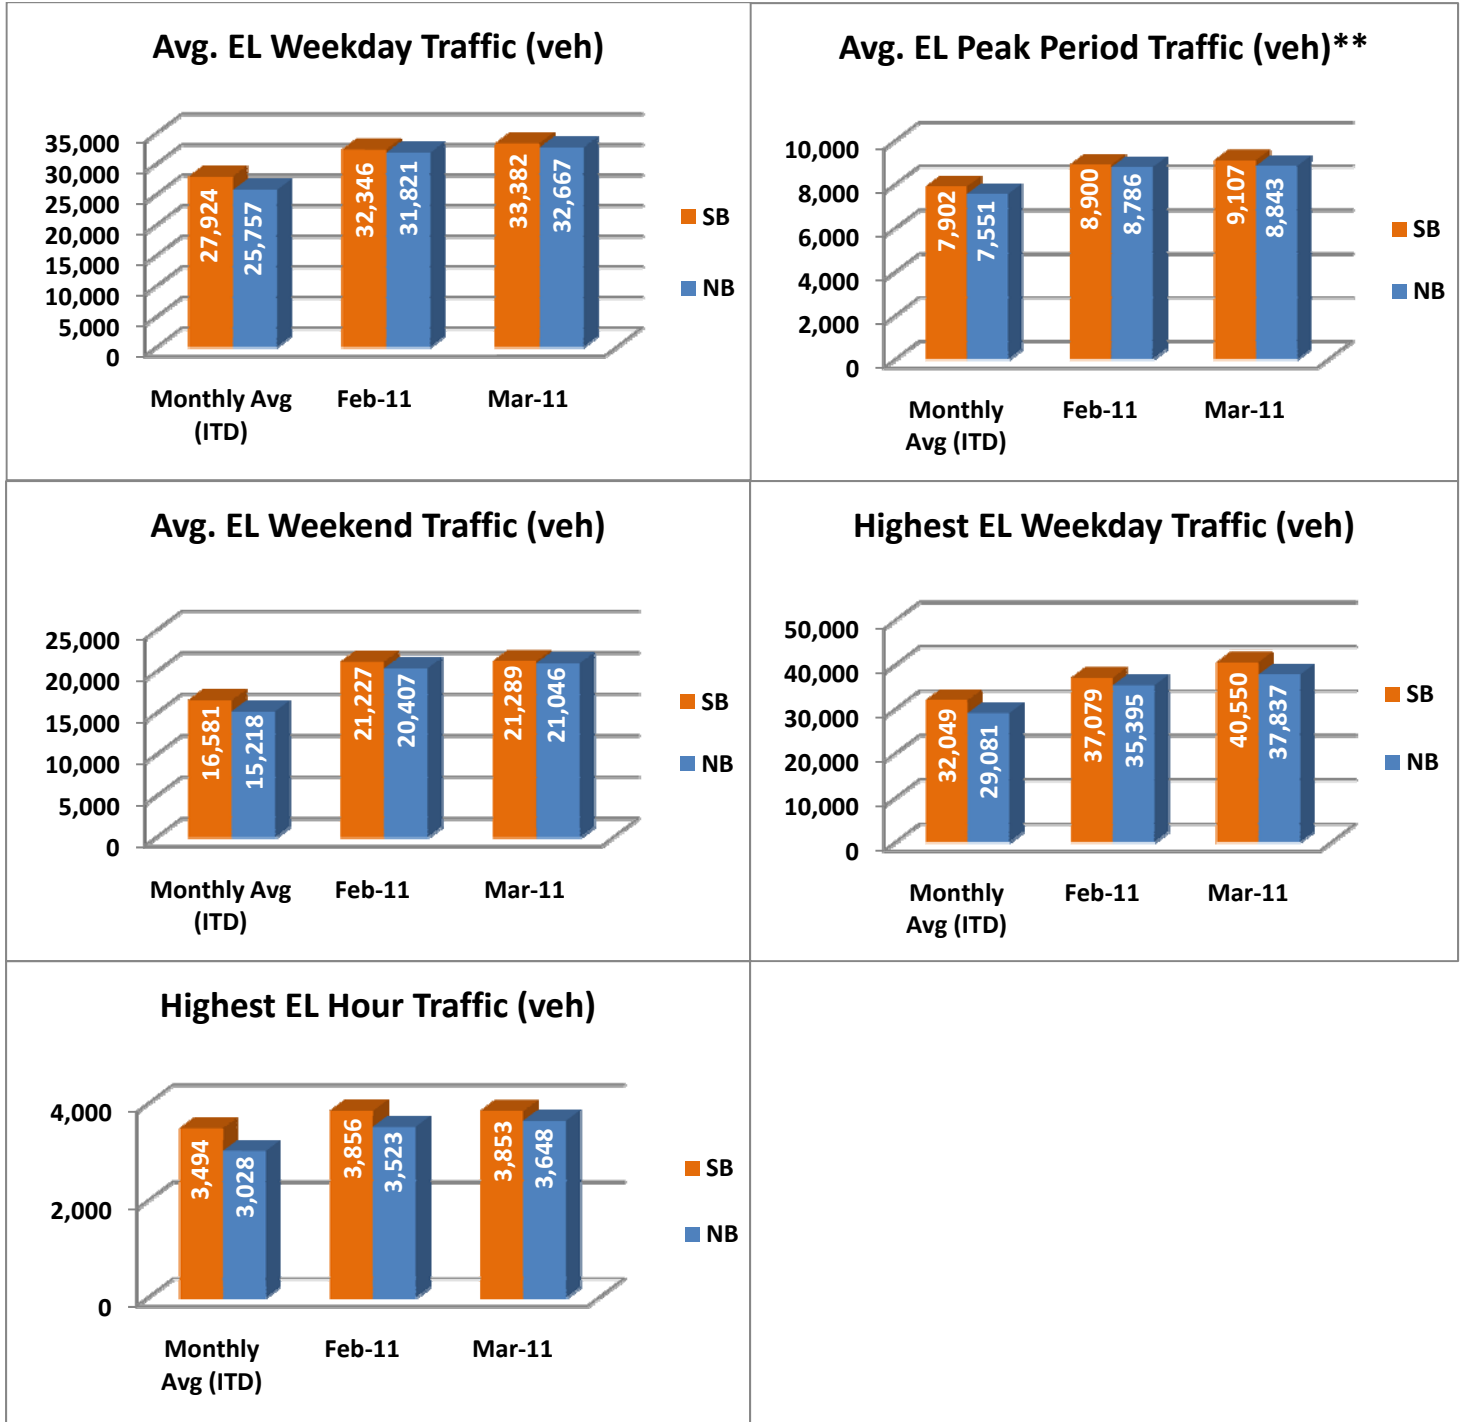 Avg. EL Weekday Traffic (veh)
35,000
30,000
25,000
20,000
15,000
10,000
5,000
0
27,924
25,757
32,346
31,821
33,382
32,667
SB
NB
Monthly Avg
(ITD)
Feb-11
Mar-11
Avg. EL Peak Period Traffic (veh)**
10,000
8,000
6,000
4,000
2,000
0
7,902
7,551
8,900
8,786
9,107
8,843
SB
NB
Monthly
Avg (ITD)
Feb-11
Mar-11
Avg. EL Weekend Traffic (veh)
25,000
20,000
15,000
10,000
5,000
0
16,581
15,218
21,227
20,407
21,289
21,046
SB
NB
Monthly Avg
(ITD)
Feb-11
Mar-11
Highest EL Weekday Traffic (veh)
50,000
40,000
30,000
20,000
10,000
0
32,049
29,081
37,079
35,395
40,550
37,837
SB
NB
Monthly
Avg (ITD)
Feb-11
Mar-11
Highest EL Hour Traffic (veh)
4,000
2,000
0
3,494
3,028
3,856
3,523
3,853
3,648
SB
NB
Monthly
Avg (ITD)
Feb-11
Mar-11